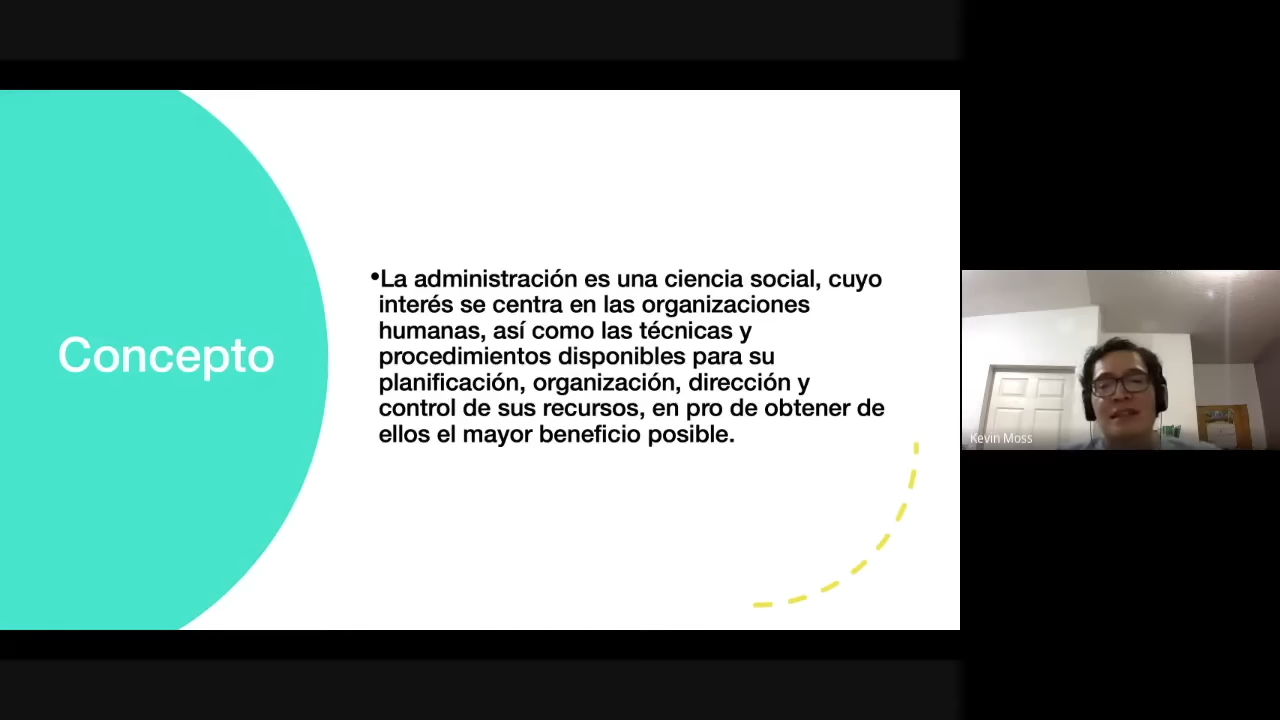 Concepto
•La administración es una ciencia social, cuyo
interés se centra en las organizaciones
humanas, así como las técnicas y
procedimientos disponibles para su
planificación, organización, dirección y
control de sus recursos, en pro de obtener de
ellos el mayor beneficio posible.
Kevin Moss